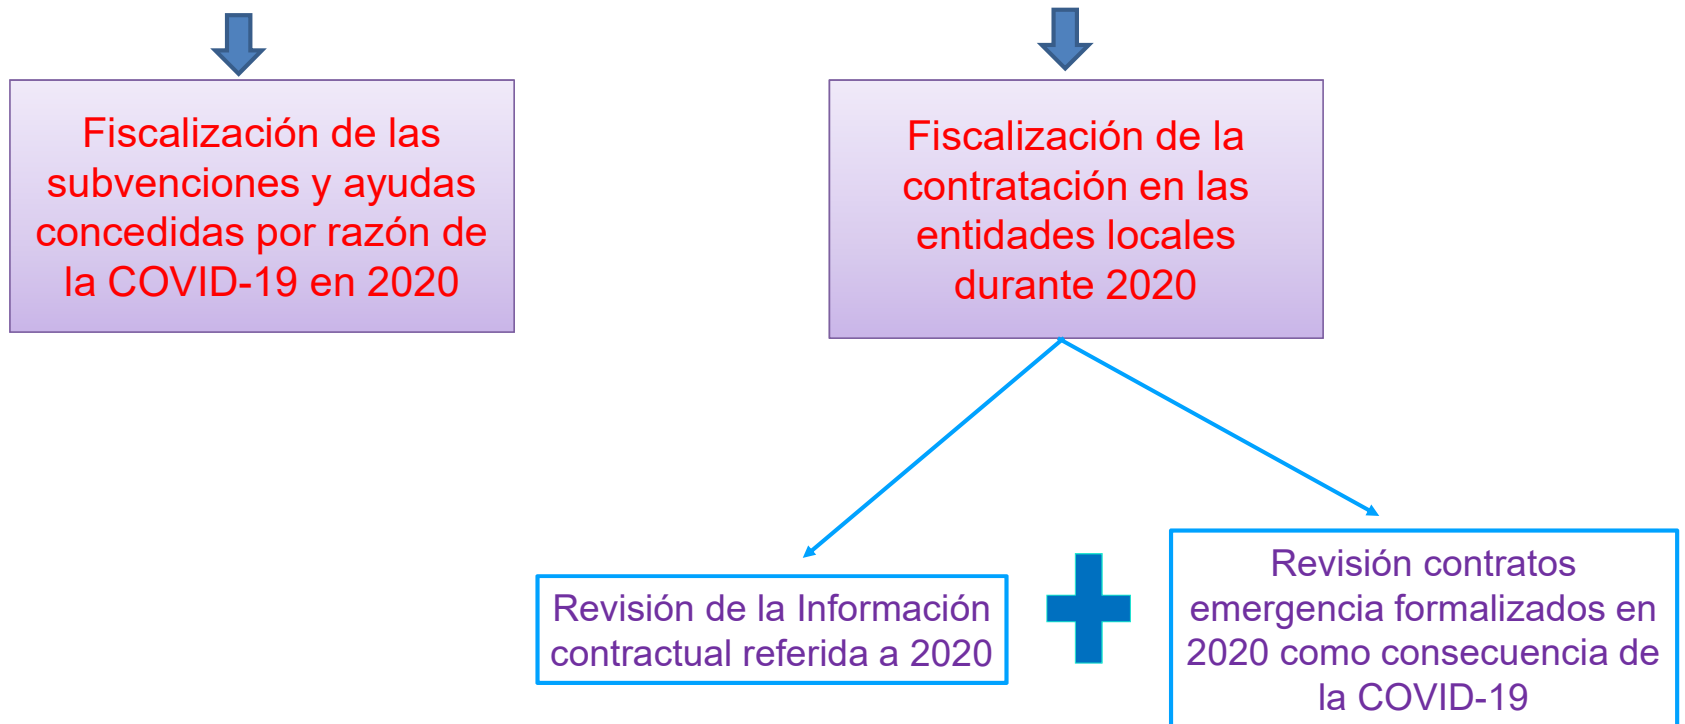 Fiscalización de las
subvenciones y ayudas
concedidas por razón de
la COVID-19 en 2020
Fiscalización de la
contratación en las
entidades locales
durante 2020
Revisión de la Información
contractual referida a 2020
Revisión contratos
emergencia formalizados en
2020 como consecuencia de
la COVID-19